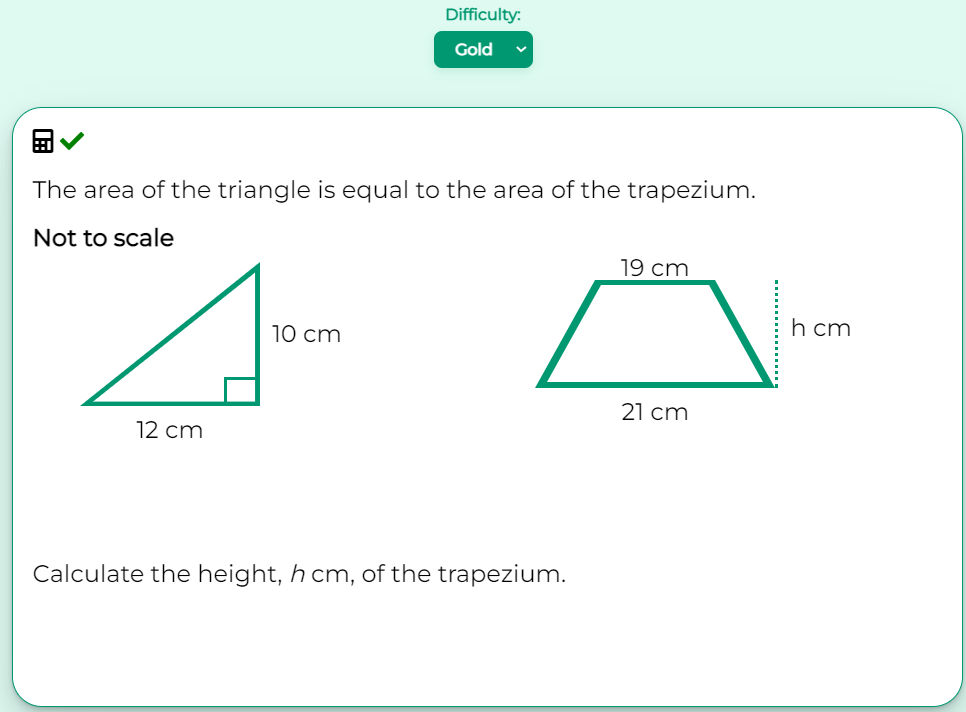 Difficulty:
Gold
The area of the triangle is equal to the area of the trapezium.
Not to scale
19 cm
10 cm
h cm
12 cm
21 cm
Calculate the height, h cm, of the trapezium.